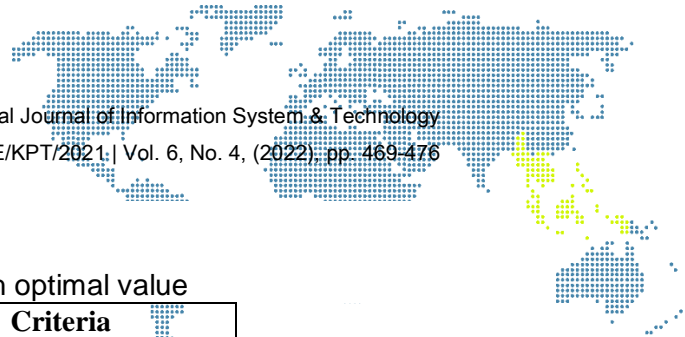 al Journal of Information System & Technology
E/KPT/2021 | Vol. 6, No. 4, (2022), pp. 469-476
n optimal value
Criteria